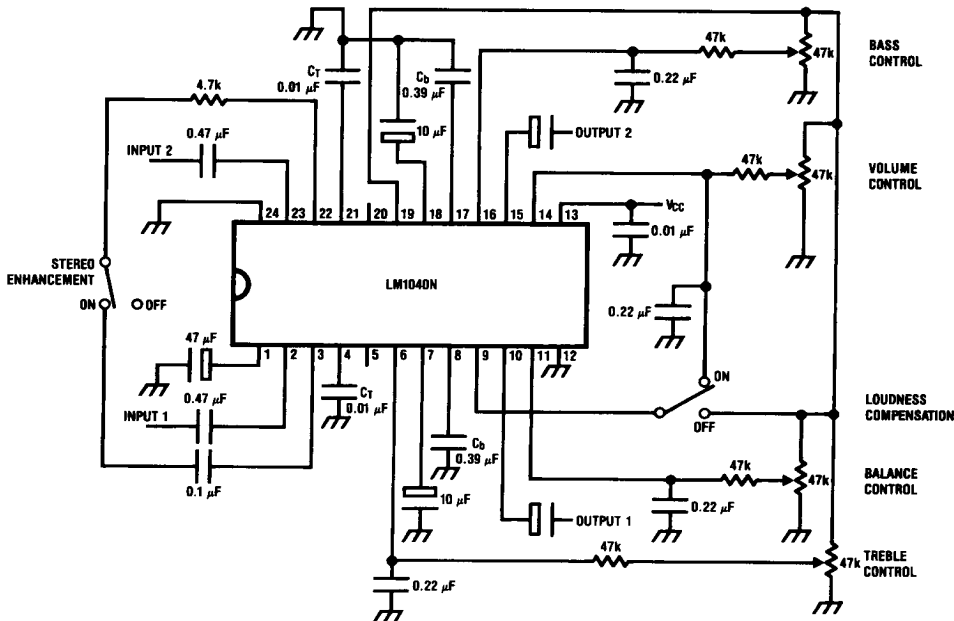 47k
47k
BASS
CONTROL
CT
0.01 μF
Cb
0.39 μF
0.22 μF
4.7k
10 μF
OUTPUT 2
0.47 μF
INPUT 2
47k
47k
VOLUME
CONTROL
24 23 22 21 20 19 18 17 16 15 14 13
VCC
0.01 μF
STEREO
ENHANCEMENT
ON
OFF
LM1040N
0.22 μF
47 μF
1 2 3 4 5 6 7 8 9 10 11 12
ON
OFF
LOUDNESS
COMPENSATION
CT
0.01 μF
0.47 μF
INPUT 1
0.1 μF
Cb
0.39 μF
10 μF
OUTPUT 1
47k
47k
BALANCE
CONTROL
0.22 μF
47k
47k
TREBLE
CONTROL
0.22 μF